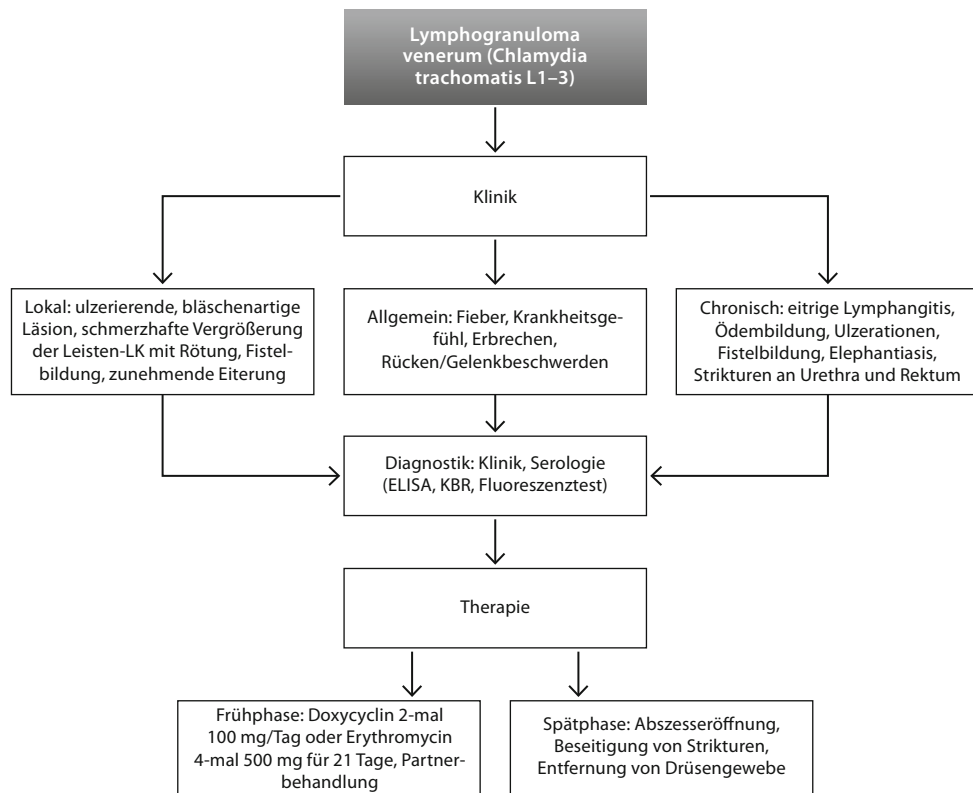 Lymphogranuloma
venerum (Chlamydia
trachomatis L1–3)
Klinik
Lokal: ulzerierende, bläschenartige
Läsion, schmerzhafte Vergrößerung
der Leisten-LK mit Rötung, Fistel-
bildung, zunehmende Eiterung
Allgemein: Fieber, Krankheitsge-
fühl, Erbrechen,
Rücken/Gelenkbeschwerden
Chronisch: eitrige Lymphangitis,
Ödembildung, Ulzerationen,
Fistelbildung, Elephantiasis,
Strikturen an Urethra und Rektum
Diagnostik: Klinik, Serologie
(ELISA, KBR, Fluoreszenztest)
Therapie
Frühphase: Doxycyclin 2-mal
100 mg/Tag oder Erythromycin
4-mal 500 mg für 21 Tage, Partner-
behandlung
Spätphase: Abszesseröffnung,
Beseitigung von Strikturen,
Entfernung von Drüsengewebe